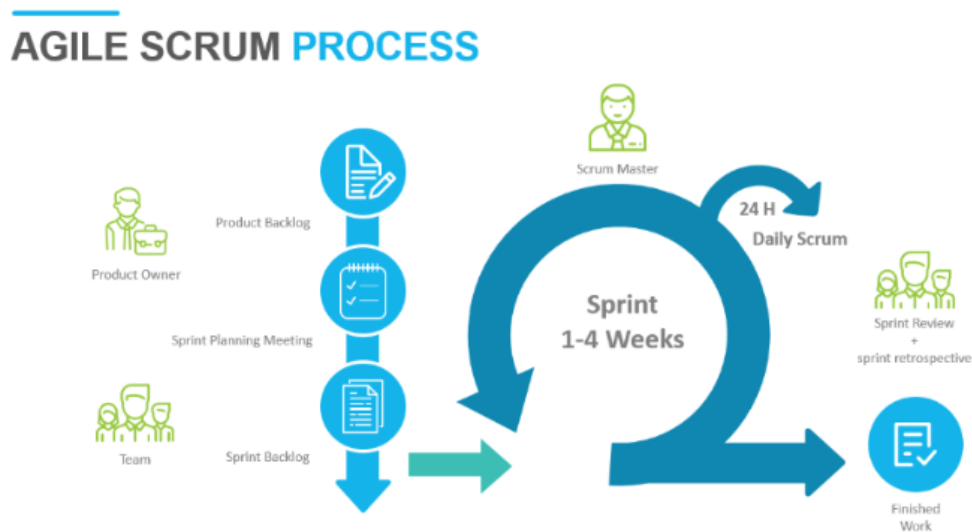 AGILE SCRUM PROCESS
Scrum Master
24 H
Daily Scrum
Product Backlog
Product Owner
Sprint
1-4 Weeks
Sprint Review
+
sprint retrospective
Sprint Planning Meeting
Team
Sprint Backlog
Finished
Work